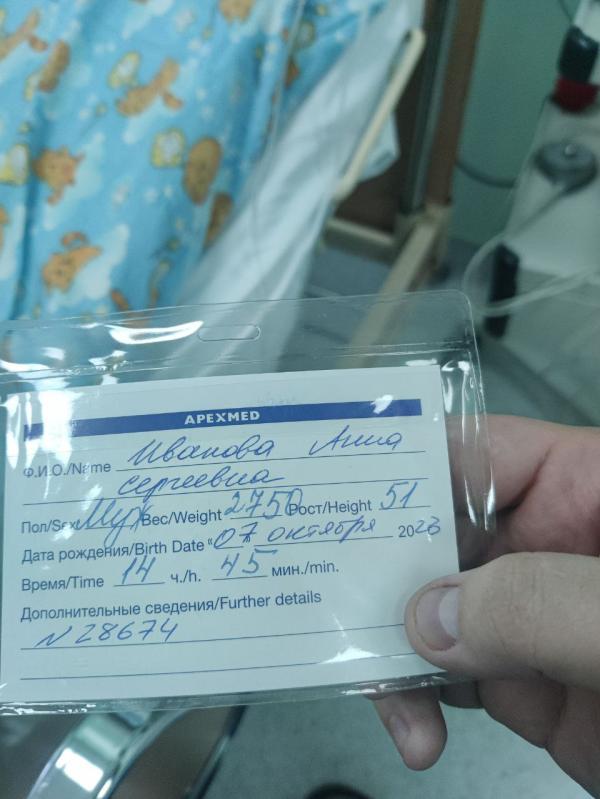 APEXMED
Ф.И.О./Name Иванова Анна
Сергеевна
Пол/Sex Муж Вес/Weight 2750 Рост/Height 51
Дата рождения/Birth Date "07" октября 2023
Время/Time 14 ч./h. 45 мин./min.
Дополнительные сведения/Further details
N 28674